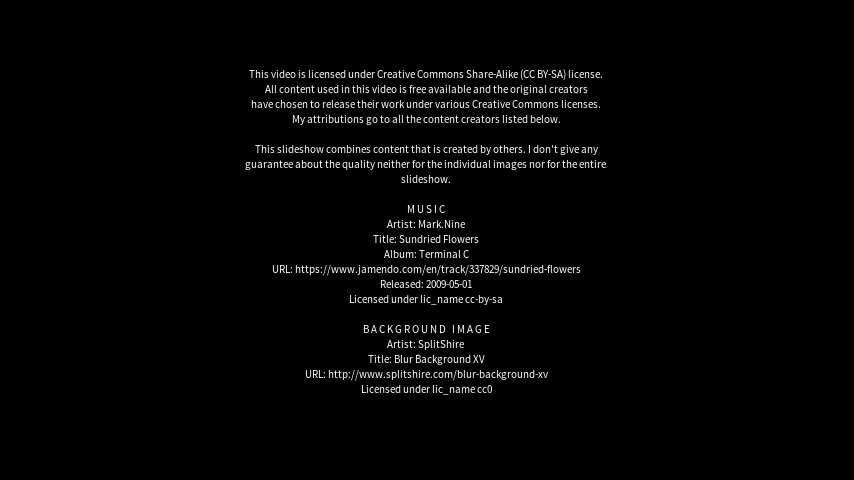 This video is licensed under Creative Commons Share-Alike (CC BY-SA) license.
All content used in this video is free available and the original creators
have chosen to release their work under various Creative Commons licenses.
My attributions go to all the content creators listed below.
This slideshow combines content that is created by others. I don't give any
guarantee about the quality neither for the individual images nor for the entire
slideshow.
MUSIC
Artist: Mark.Nine
Title: Sundried Flowers
Album: Terminal C
URL: https://www.jamendo.com/en/track/337829/sundried-flowers
Released: 2009-05-01
Licensed under lic_name cc-by-sa
BACKGROUND IMAGE
Artist: SplitShire
Title: Blur Background XV
URL: http://www.splitshire.com/blur-background-xv
Licensed under lic_name cc0